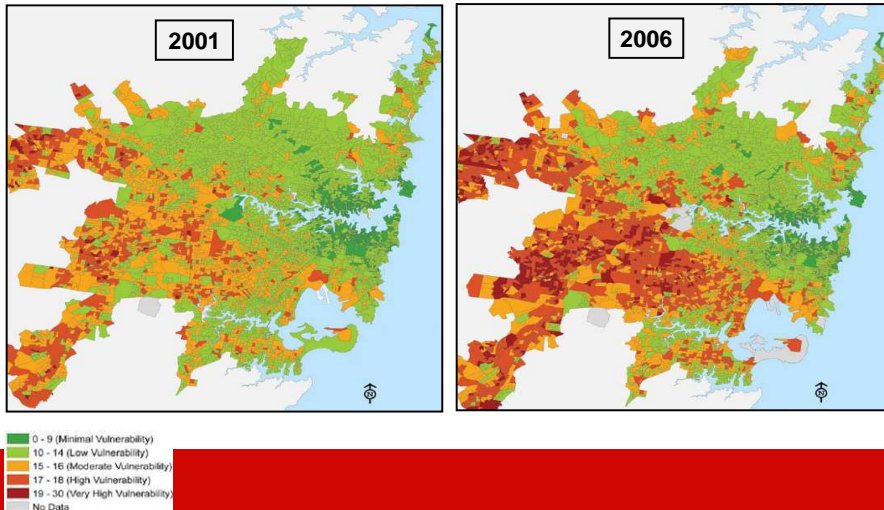 2001
2006
N
N
0 - 9 (Minimal Vulnerability)
10 - 14 (Low Vulnerability)
15 - 16 (Moderate Vulnerability)
17 - 18 (High Vulnerability)
19 - 30 (Very High Vulnerability)
No Data